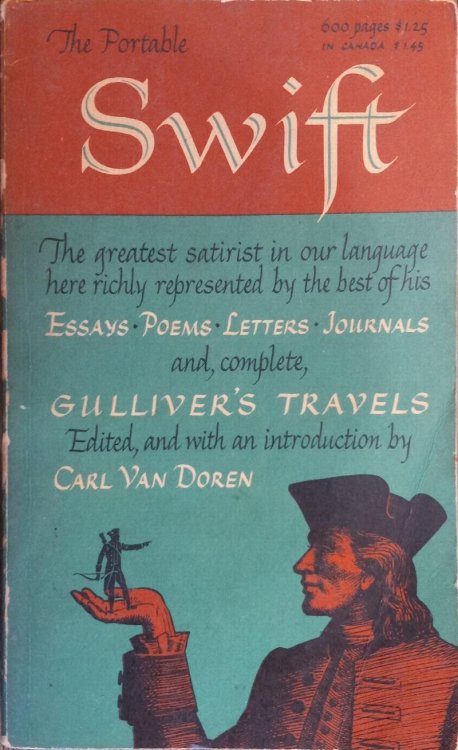 The Portable
600 pages $1.25
IN CANADA $1.45
Swift
The greatest satirist in our language
here richly represented by the best of his
ESSAYS · POEMS · LETTERS · JOURNALS
and, complete,
GULLIVER'S TRAVELS
Edited, and with an introduction by
CARL VAN DOREN